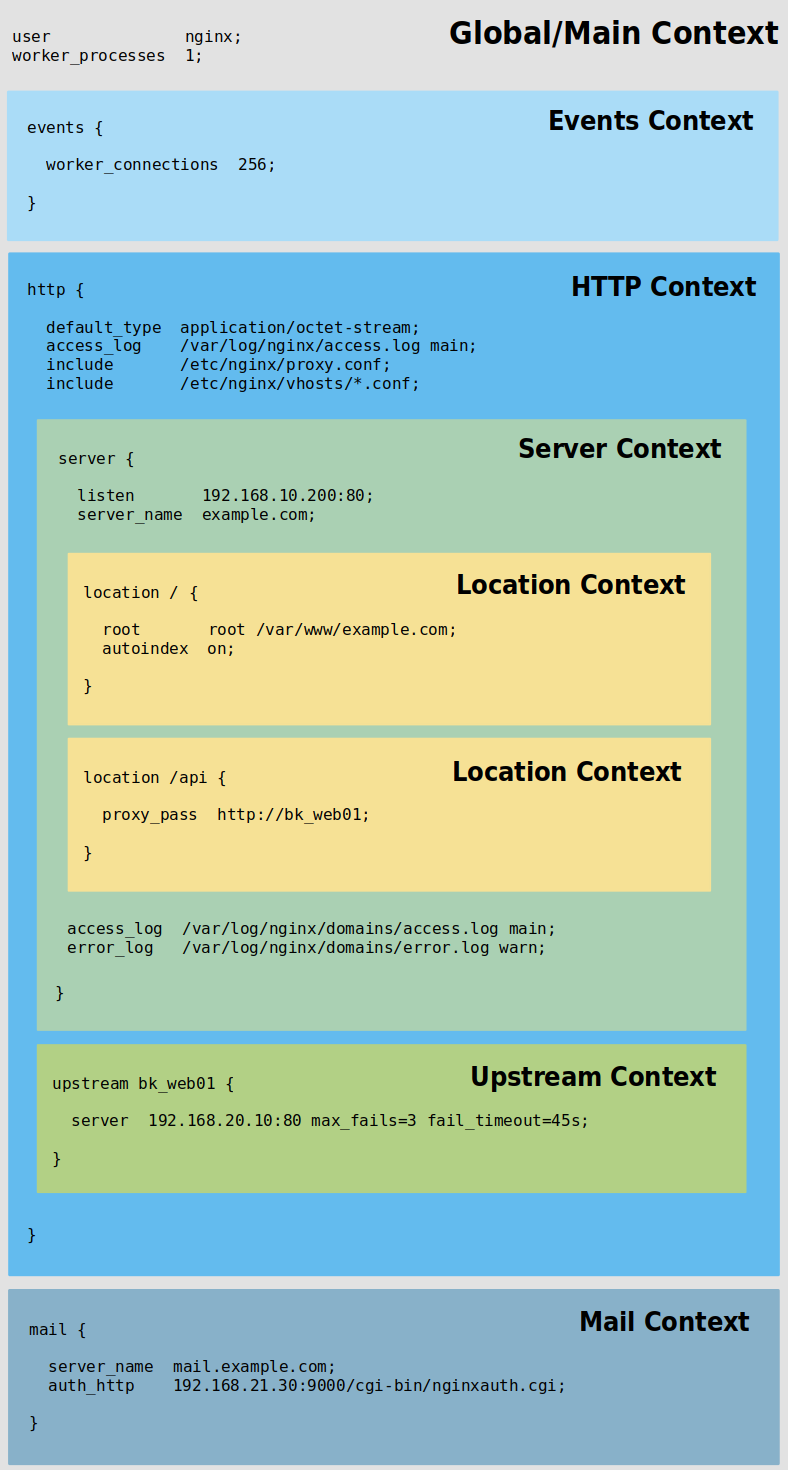 Global/Main Context
user              nginx;
worker_processes  1;
Events Context
events {
  worker_connections  256;
}
HTTP Context
http {
  default_type  application/octet-stream;
  access_log    /var/log/nginx/access.log main;
  include       /etc/nginx/proxy.conf;
  include       /etc/nginx/vhosts/*.conf;
Server Context
server {
  listen       192.168.10.200:80;
  server_name  example.com;
Location Context
location / {
  root       root /var/www/example.com;
  autoindex  on;
}
Location Context
location /api {
  proxy_pass  http://bk_web01;
}
access_log  /var/log/nginx/domains/access.log main;
error_log   /var/log/nginx/domains/error.log warn;
}
Upstream Context
upstream bk_web01 {
  server  192.168.20.10:80 max_fails=3 fail_timeout=45s;
}
}
Mail Context
mail {
  server_name  mail.example.com;
  auth_http    192.168.21.30:9000/cgi-bin/nginxauth.cgi;
}